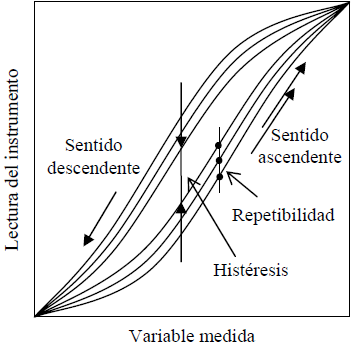 Lectura del instrumento
Sentido
descendente
Sentido
ascendente
Repetibilidad
Histéresis
Variable medida